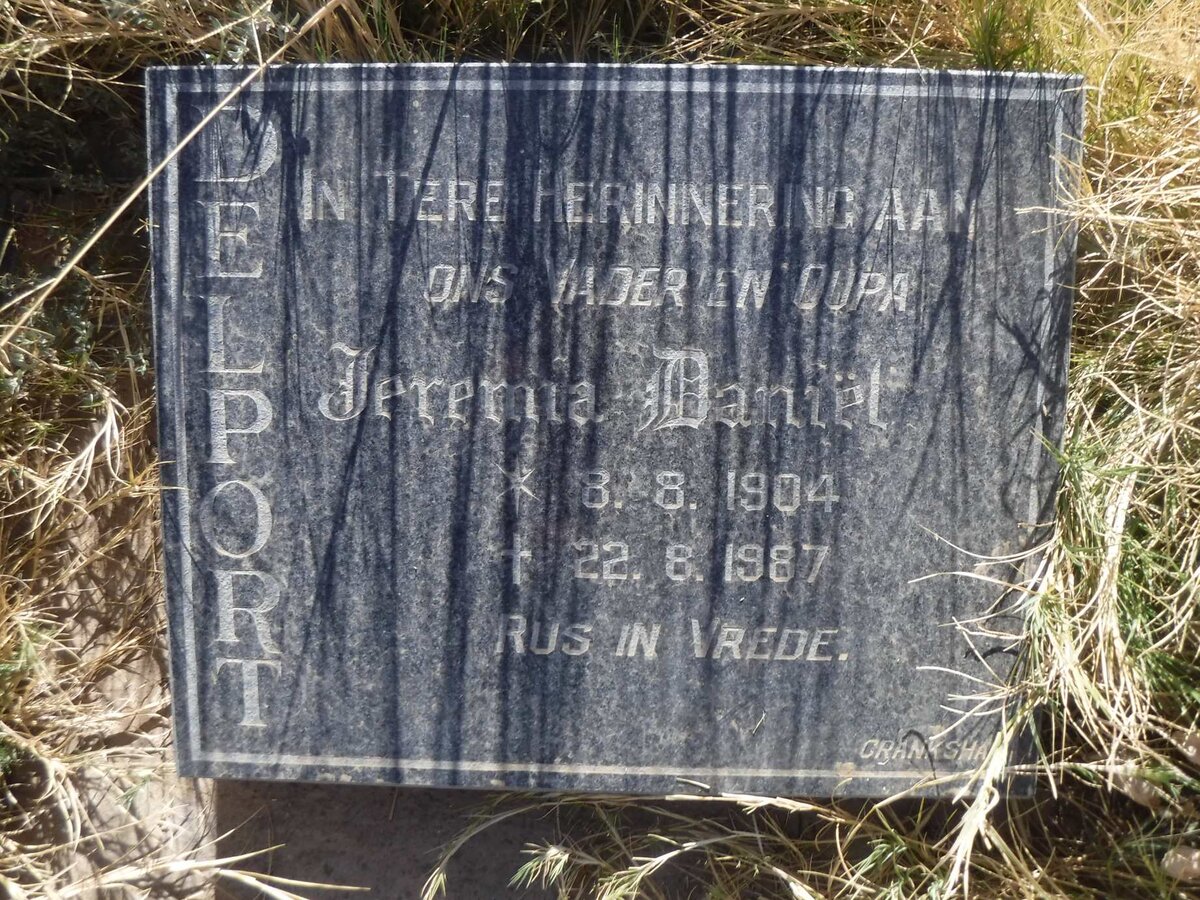 DELPORT
IN TERE HERINNERING AAN
ONS VADER EN OUPA
Jeremia Daniël
* 8. 8. 1904
† 22. 8. 1987
RUS IN VREDE.